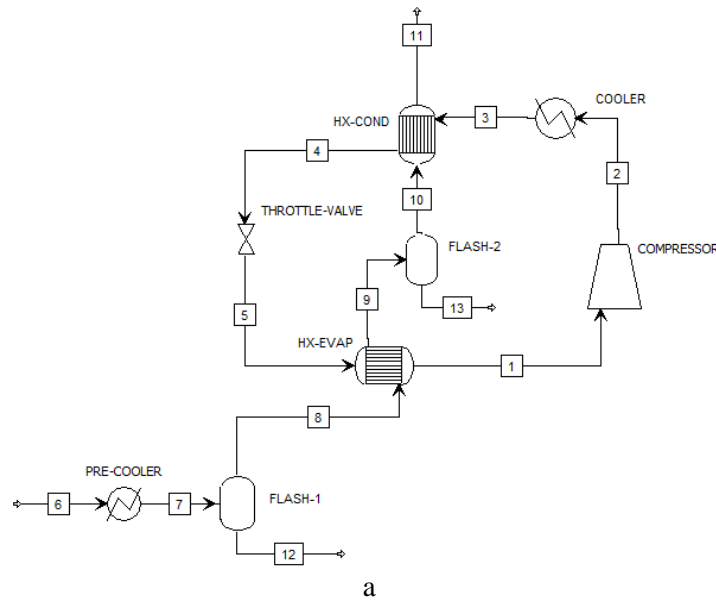 11
COOLER
HX-COND
3
4
2
10
THROTTLE-VALVE
FLASH-2
COMPRESSOR
9
13
5
HX-EVAP
1
8
PRE-COOLER
6
7
FLASH-1
12
a